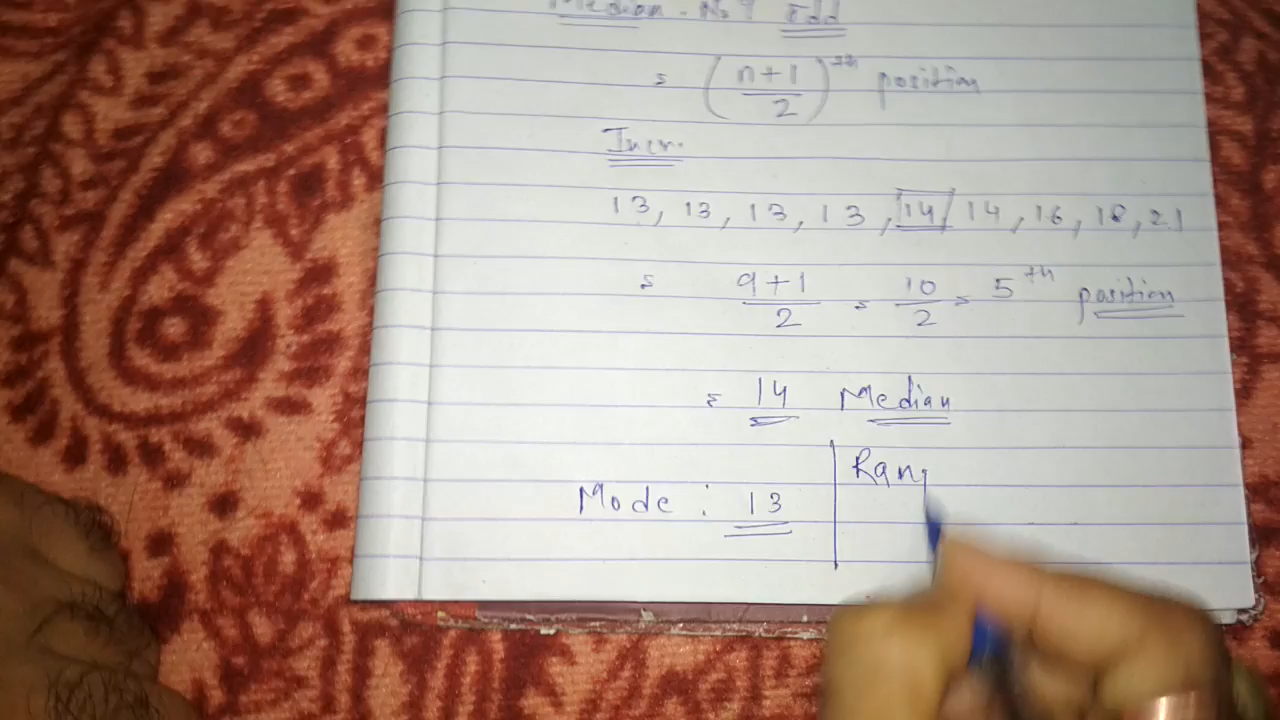 Median -
(n+1/2)th position
Incr.
13, 13, 13, 13, 14, 14, 16, 18, 21
= 9+1/2 = 10/2 = 5th position
= 14 Median
Mode : 13
Rang